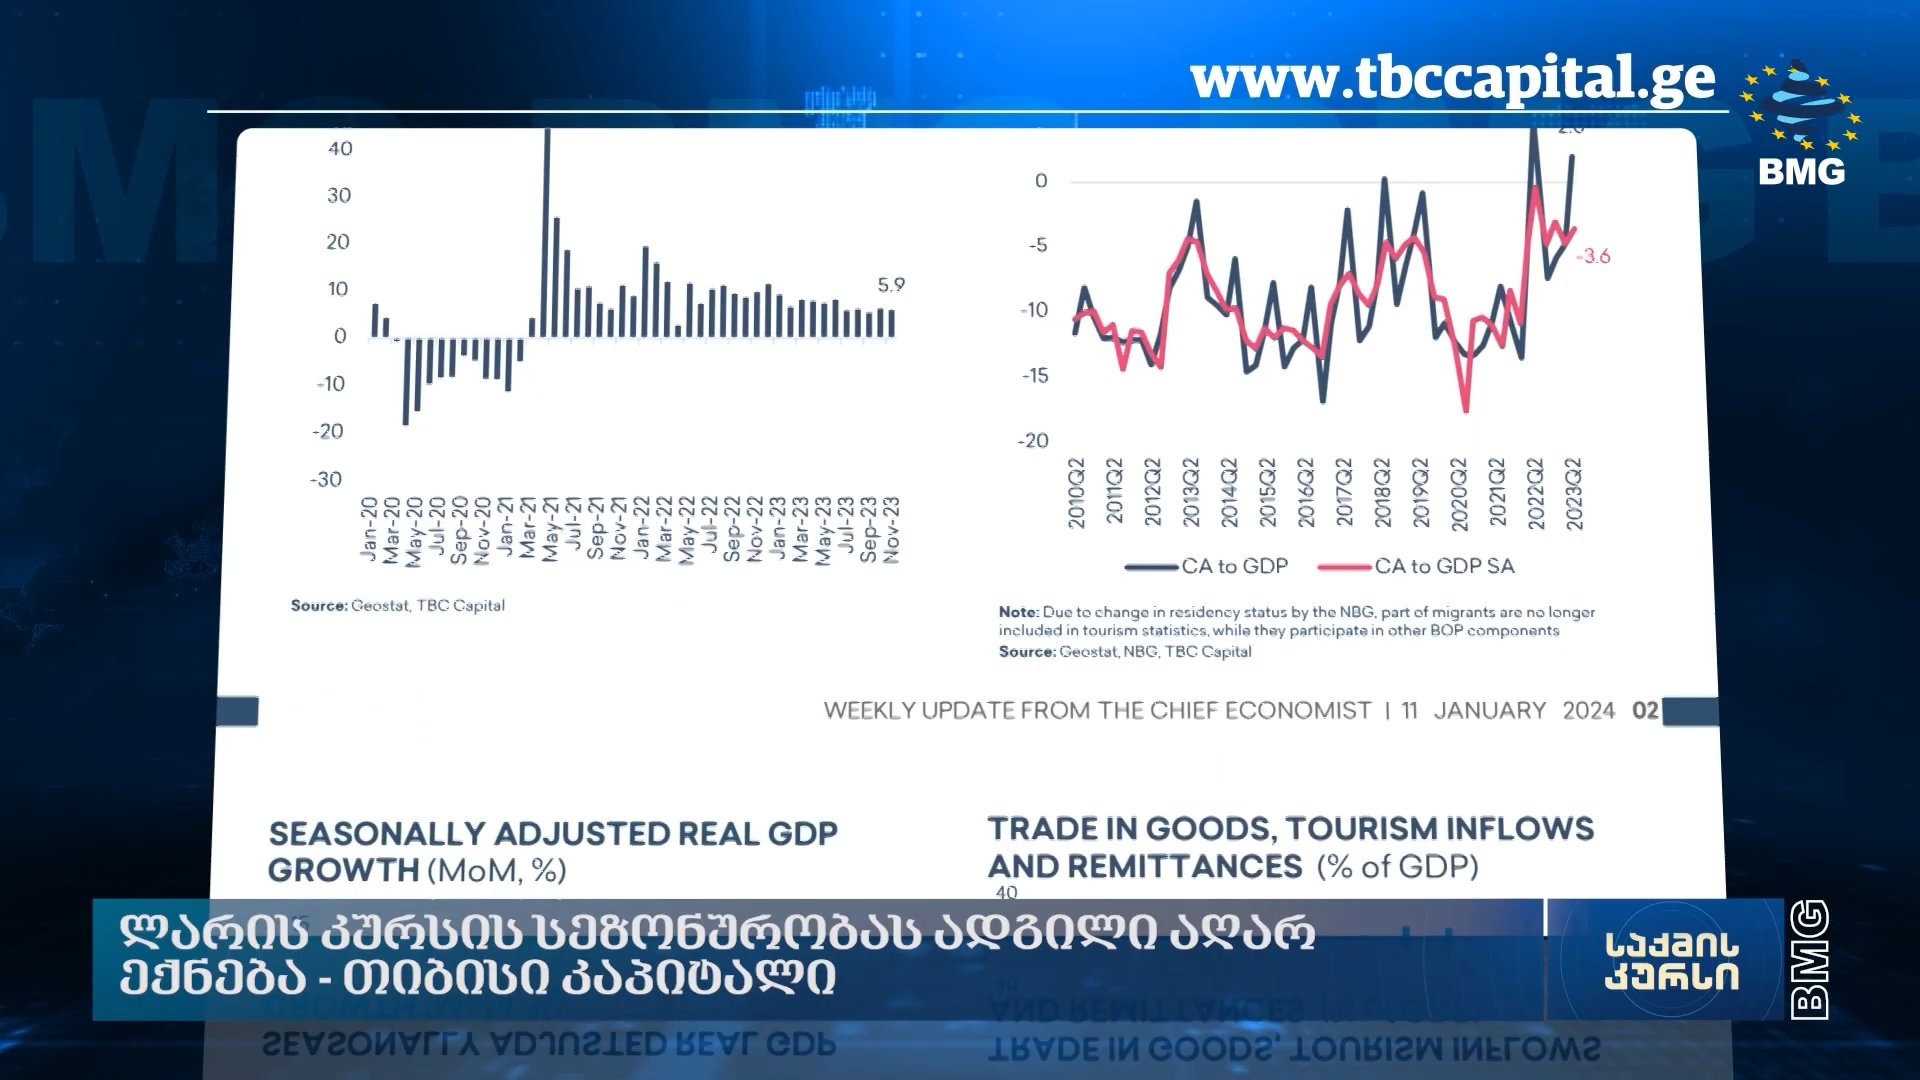 www.tbccapital.ge
BMG
40
30
20
10
0
-10
-20
-30
5.9
Jan-20
Mar-20
May-20
Jul-20
Sep-20
Nov-20
Jan-21
Mar-21
May-21
Jul-21
Sep-21
Nov-21
Jan-22
Mar-22
May-22
Jul-22
Sep-22
Nov-22
Jan-23
Mar-23
May-23
Jul-23
Sep-23
Nov-23
Source: Geostat, TBC Capital
0
-5
-10
-15
-20
-3.6
2010Q2
2011Q2
2012Q2
2013Q2
2014Q2
2015Q2
2016Q2
2017Q2
2018Q2
2019Q2
2020Q2
2021Q2
2022Q2
2023Q2
CA to GDP
CA to GDP SA
Note: Due to change in residency status by the NBG, part of migrants are no longer
included in tourism statistics, while they participate in other BOP components
Source: Geostat, NBG, TBC Capital
WEEKLY UPDATE FROM THE CHIEF ECONOMIST | 11 JANUARY 2024 02
SEASONALLY ADJUSTED REAL GDP
GROWTH (MoM, %)
TRADE IN GOODS, TOURISM INFLOWS
AND REMITTANCES (% of GDP)
40
ლარის კურსის სეზონურობას ადგილი აღარ
ექნება - თიბისი კაპიტალი
საქმის
კურსი
BMG